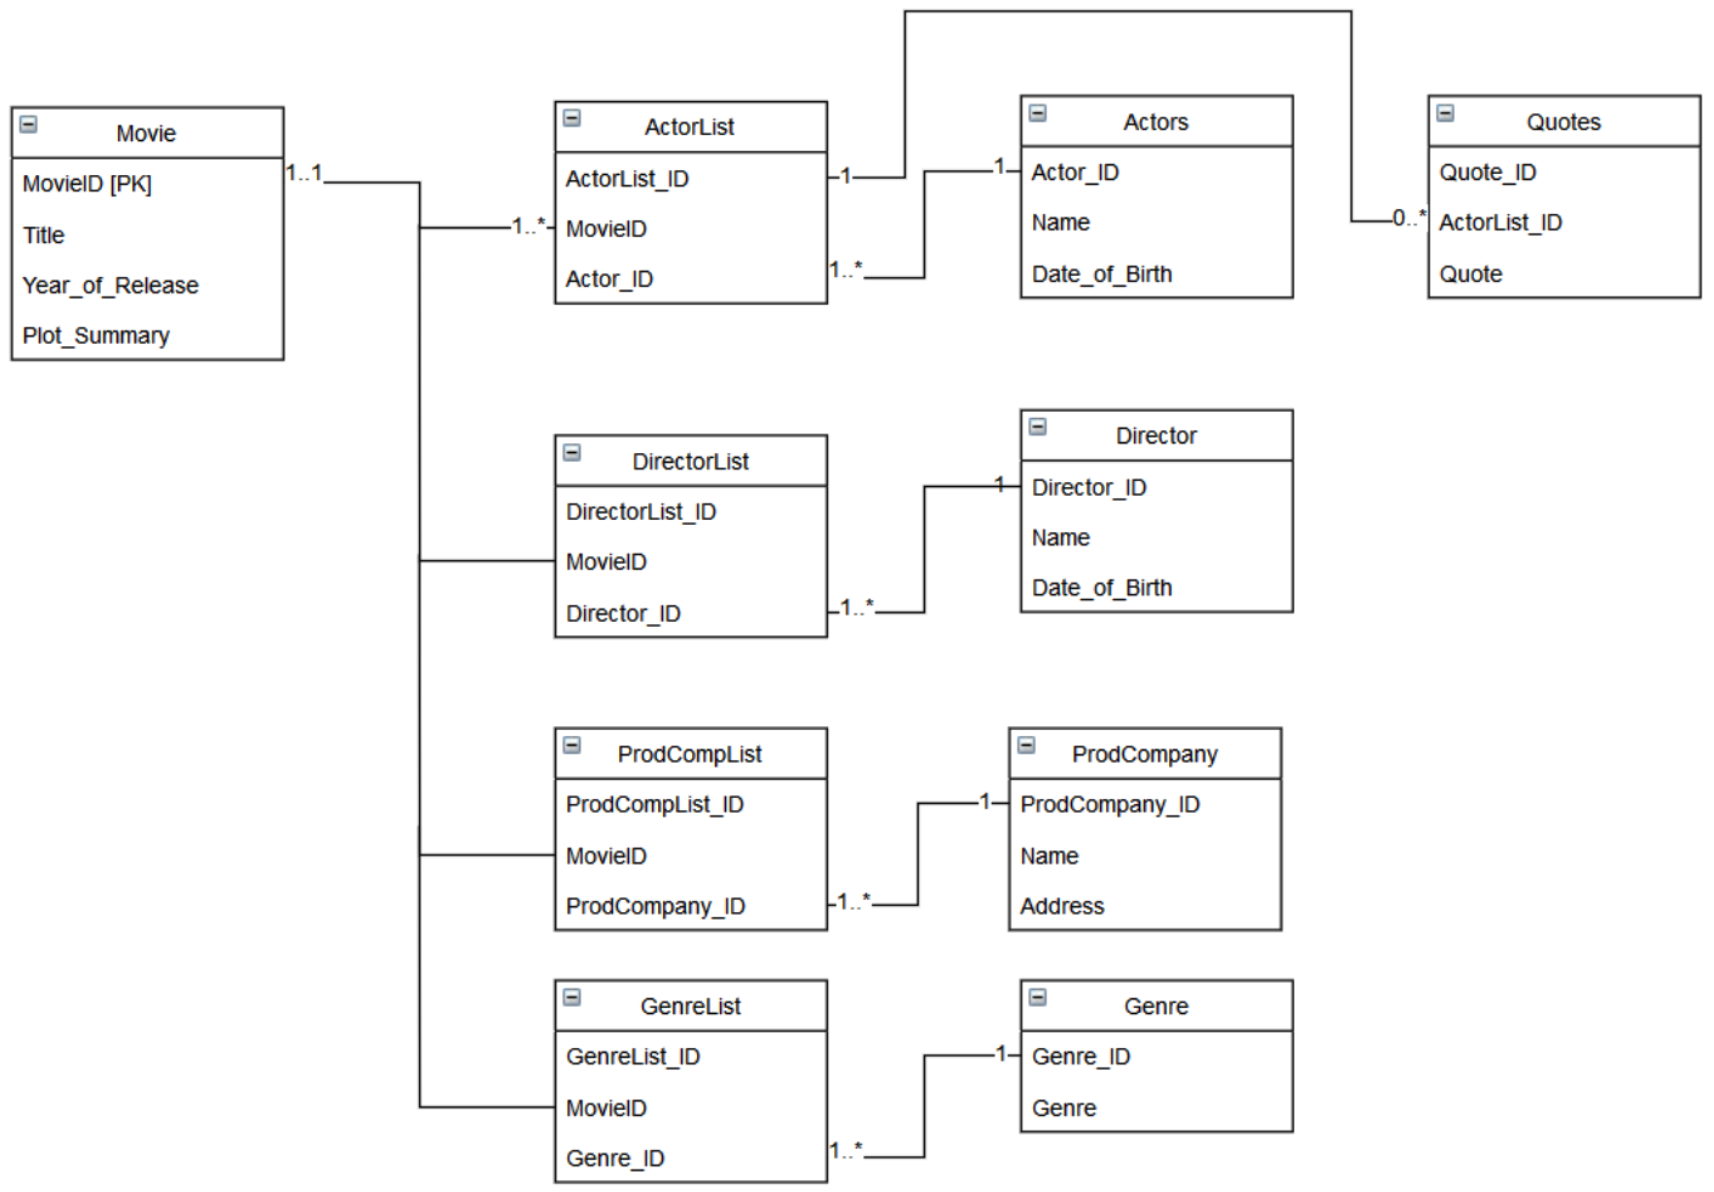 Movie
MovieID [PK]
Title
Year_of_Release
Plot_Summary
1..1
1..*
ActorList
ActorList_ID
MovieID
Actor_ID
1
1..*
1
Actors
Actor_ID
Name
Date_of_Birth
0..*
Quotes
Quote_ID
ActorList_ID
Quote
DirectorList
DirectorList_ID
MovieID
Director_ID
1..*
1
Director
Director_ID
Name
Date_of_Birth
ProdCompList
ProdCompList_ID
MovieID
ProdCompany_ID
1..*
1
ProdCompany
ProdCompany_ID
Name
Address
GenreList
GenreList_ID
MovieID
Genre_ID
1..*
1
Genre
Genre_ID
Genre